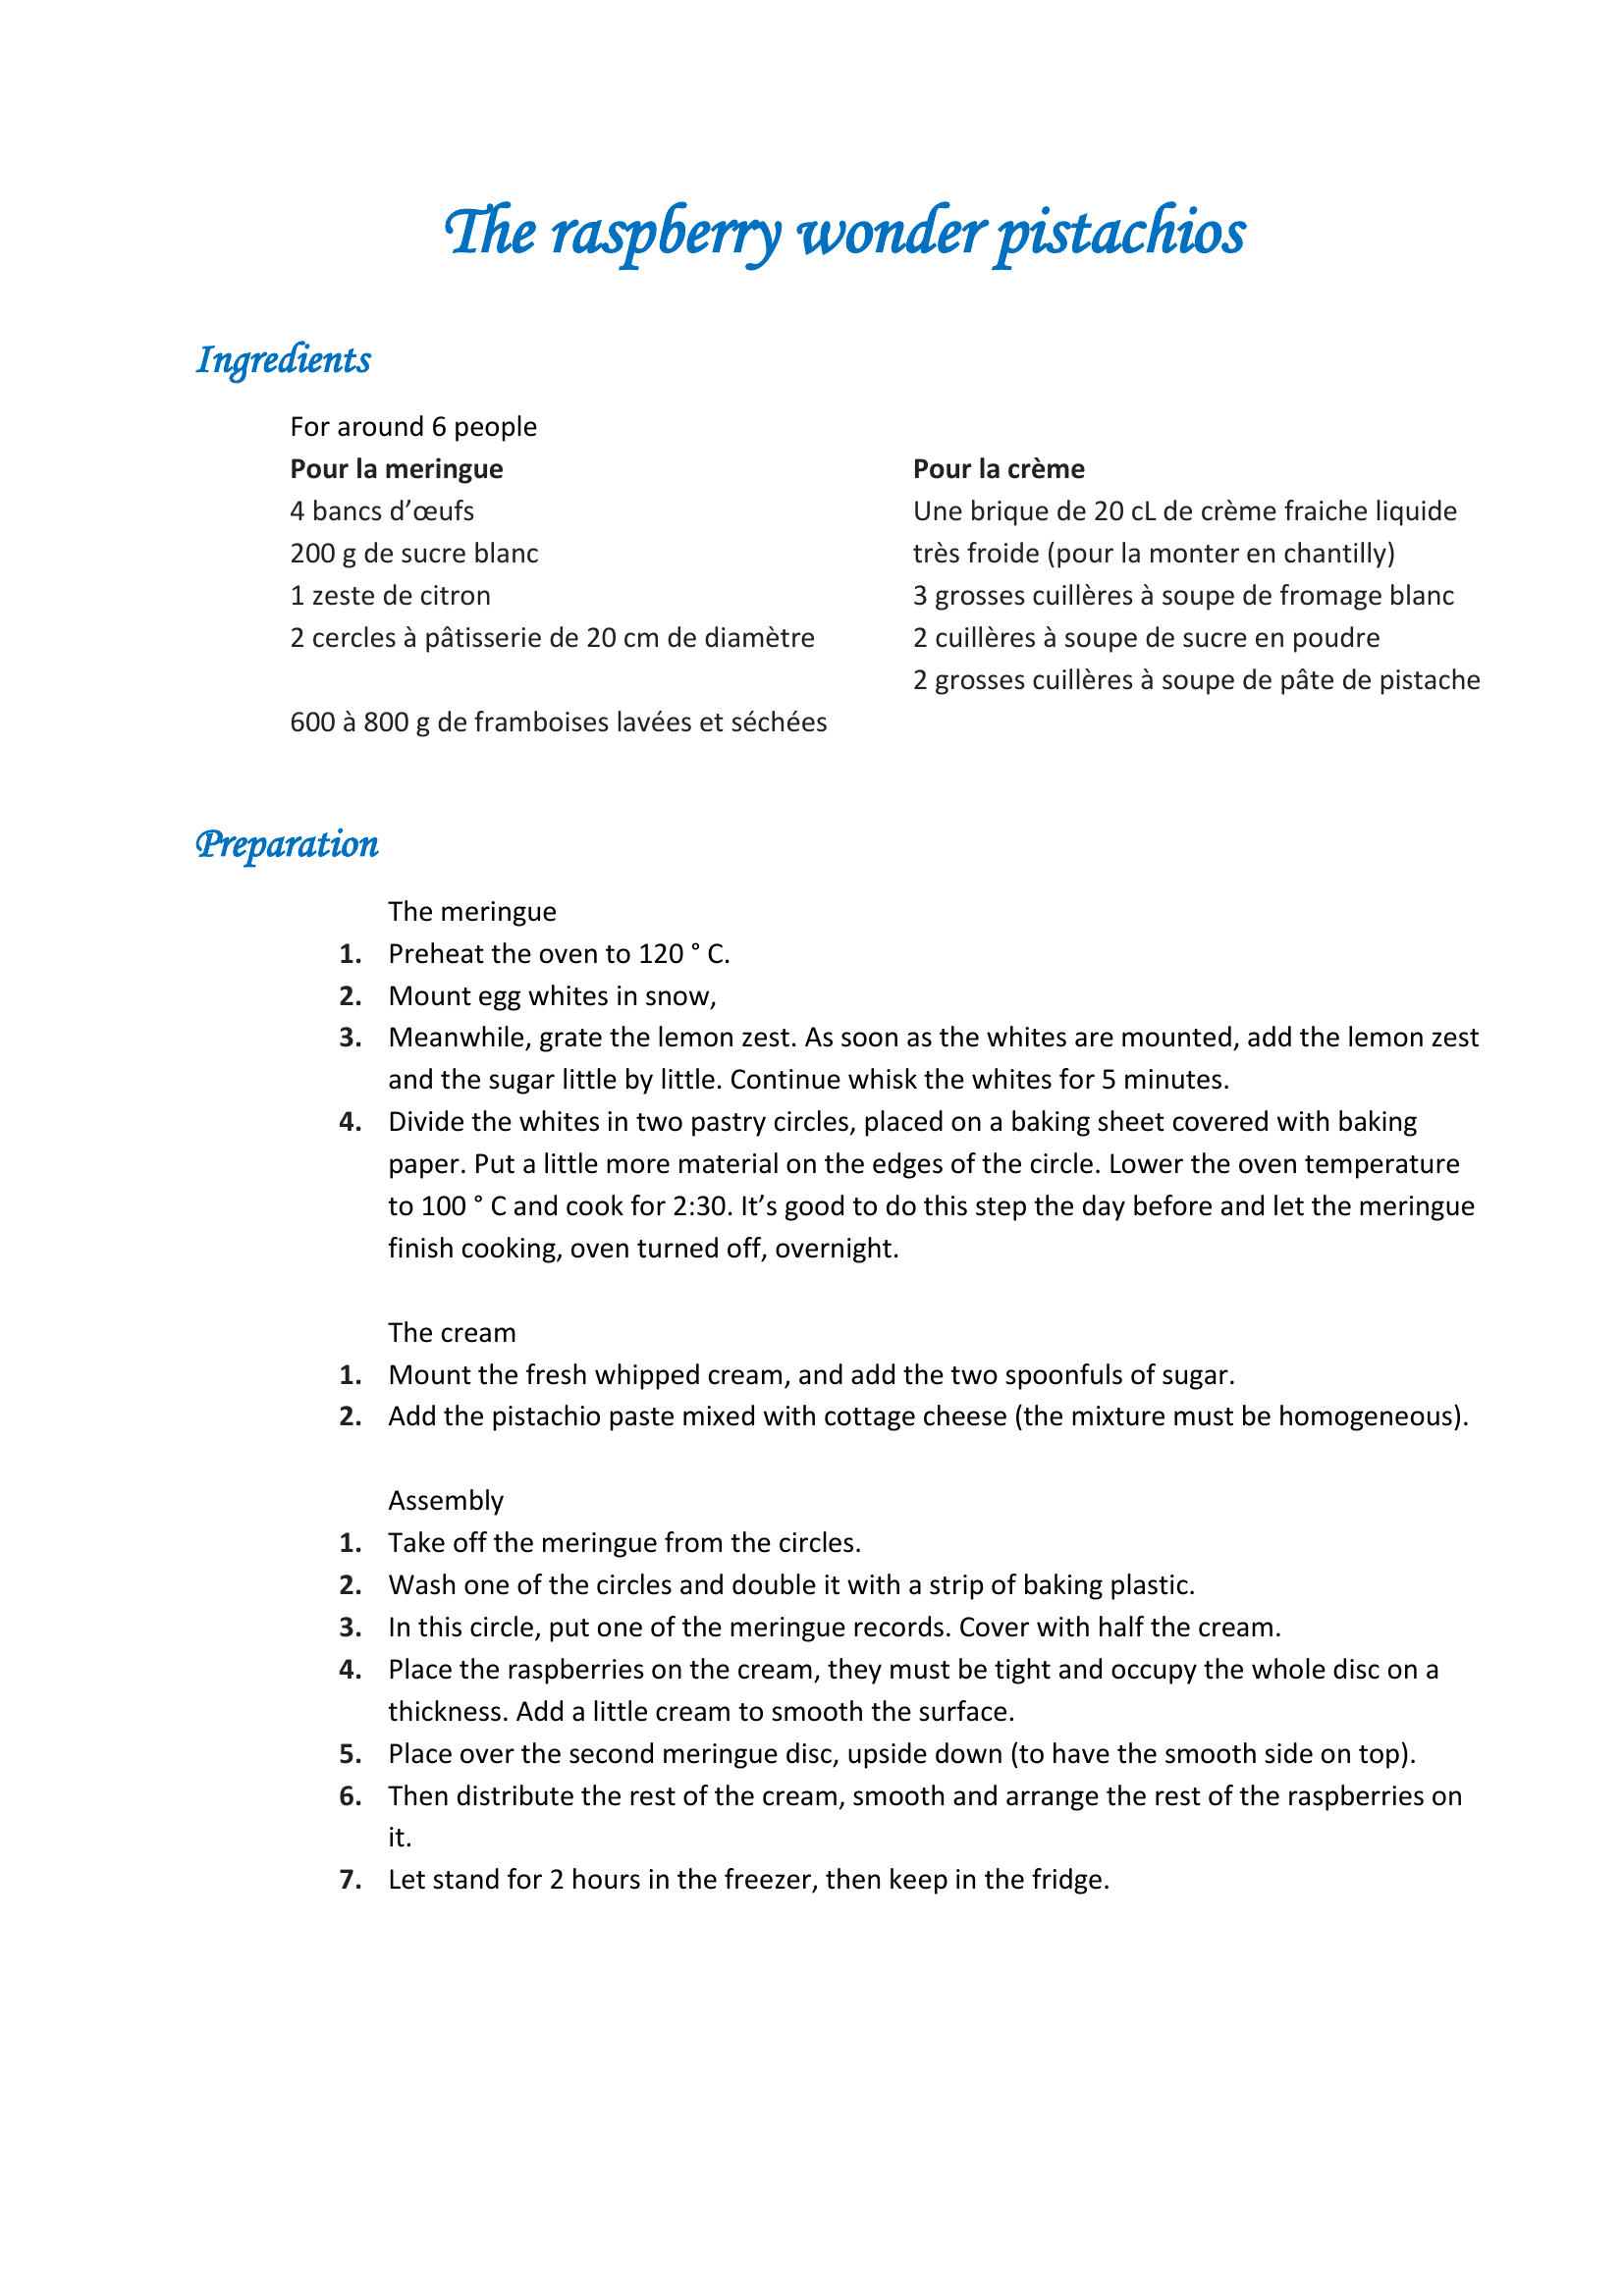 The raspberry wonder pistachios
Ingredients
For around 6 people
Pour la meringue
4 bancs d’œufs
200 g de sucre blanc
1 zeste de citron
2 cercles à pâtisserie de 20 cm de diamètre
600 à 800 g de framboises lavées et séchées
Pour la crème
Une brique de 20 cL de crème fraiche liquide
très froide (pour la monter en chantilly)
3 grosses cuillères à soupe de fromage blanc
2 cuillères à soupe de sucre en poudre
2 grosses cuillères à soupe de pâte de pistache
Preparation
The meringue
1. Preheat the oven to 120 ° C.
2. Mount egg whites in snow,
3. Meanwhile, grate the lemon zest. As soon as the whites are mounted, add the lemon zest
and the sugar little by little. Continue whisk the whites for 5 minutes.
4. Divide the whites in two pastry circles, placed on a baking sheet covered with baking
paper. Put a little more material on the edges of the circle. Lower the oven temperature
to 100 ° C and cook for 2:30. It’s good to do this step the day before and let the meringue
finish cooking, oven turned off, overnight.
The cream
1. Mount the fresh whipped cream, and add the two spoonfuls of sugar.
2. Add the pistachio paste mixed with cottage cheese (the mixture must be homogeneous).
Assembly
1. Take off the meringue from the circles.
2. Wash one of the circles and double it with a strip of baking plastic.
3. In this circle, put one of the meringue records. Cover with half the cream.
4. Place the raspberries on the cream, they must be tight and occupy the whole disc on a
thickness. Add a little cream to smooth the surface.
5. Place over the second meringue disc, upside down (to have the smooth side on top).
6. Then distribute the rest of the cream, smooth and arrange the rest of the raspberries on
it.
7. Let stand for 2 hours in the freezer, then keep in the fridge.